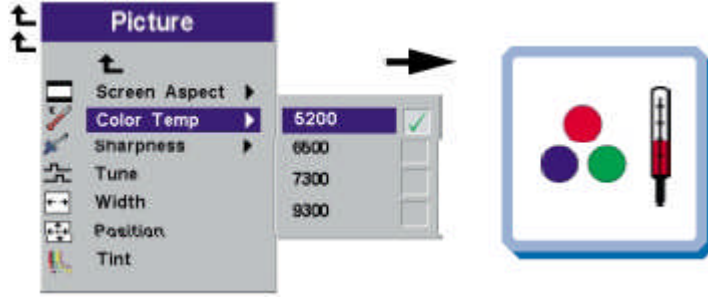 Picture
Screen Aspect
Color Temp
Sharpness
Tune
Width
Position
Tint
5200
6500
7300
9300